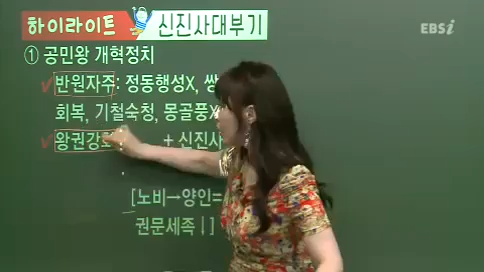 하이라이트 신진사대부기
EBSi
① 공민왕 개혁정치
반원자주: 정동행성X, 쌍
회복, 기철숙청, 몽골풍X
왕권강화 + 신진사
[노비→양인=
권문세족↓]